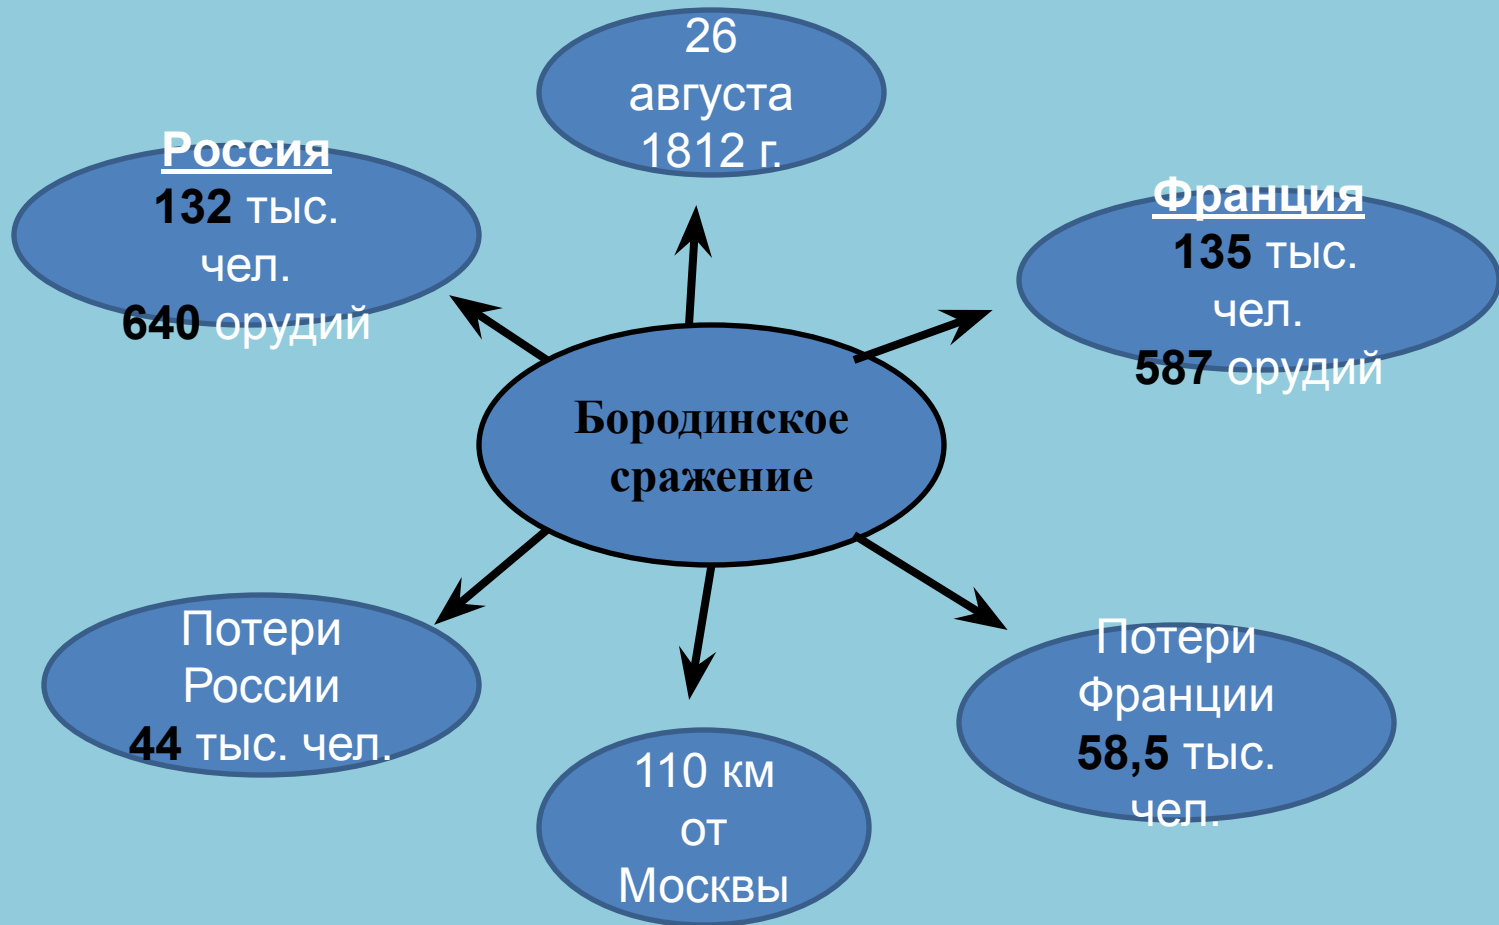 26
августа
1812 г.
Россия
132 тыс.
чел.
640 орудий
Франция
135 тыс.
чел.
587 орудий
Бородинское
сражение
Потери
России
44 тыс. чел.
110 км
от
Москвы
Потери
Франции
58,5 тыс.
чел.